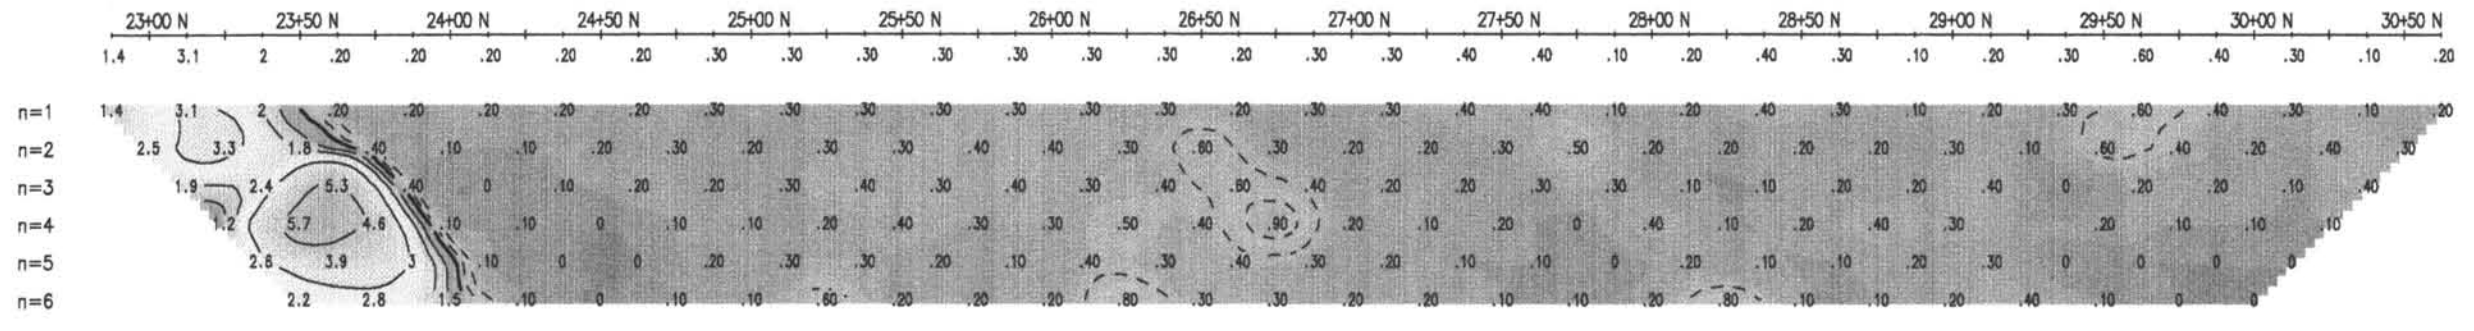 23+00 N 23+50 N 24+00 N 24+50 N 25+00 N 25+50 N 26+00 N 26+50 N 27+00 N 27+50 N 28+00 N 28+50 N 29+00 N 29+50 N 30+00 N 30+50 N
1.4 3.1 2 .20 .20 .20 .20 .20 .30 .30 .30 .30 .30 .30 .30 .20 .30 .30 .40 .40 .10 .20 .40 .30 .10 .20 .30 .60 .40 .30 .10 .20
n=1 1.4 3.1 2 .20 .20 .20 .20 .20 .30 .30 .30 .30 .30 .30 .30 .20 .30 .30 .40 .40 .10 .20 .40 .30 .10 .20 .30 .60 .40 .30 .10 .20
n=2 2.5 3.3 1.8 .40 .10 .10 .20 .30 .20 .40 .40 .40 .30 .60 .30 .20 .20 .30 .50 .20 .20 .20 .20 .20 .10 .60 .40 .20 .40 .30
n=3 1.9 2.4 5.3 .40 0 .10 .20 .20 .30 .40 .30 .30 .40 .60 .40 .20 .20 .30 .30 .10 .10 .20 .20 .40 0 .20 .20 .10 .40
n=4 1.2 5.7 4.6 .10 .10 0 .10 .10 .20 .40 .30 .50 .40 .90 .20 .10 .20 0 .40 .10 .20 .40 .30 .20 .10 .10 .10
n=5 2.6 3.9 3 .10 0 0 .20 .30 .30 .10 .40 .30 .40 .30 .20 .10 .10 0 .20 .10 .10 .20 .30 0 0 0 0
n=6 2.2 2.8 1.5 .10 0 .10 .10 .60 .20 .20 .20 .80 .30 .30 .20 .20 .10 .10 .20 .80 .10 .10 .20 .40 .10 0 0